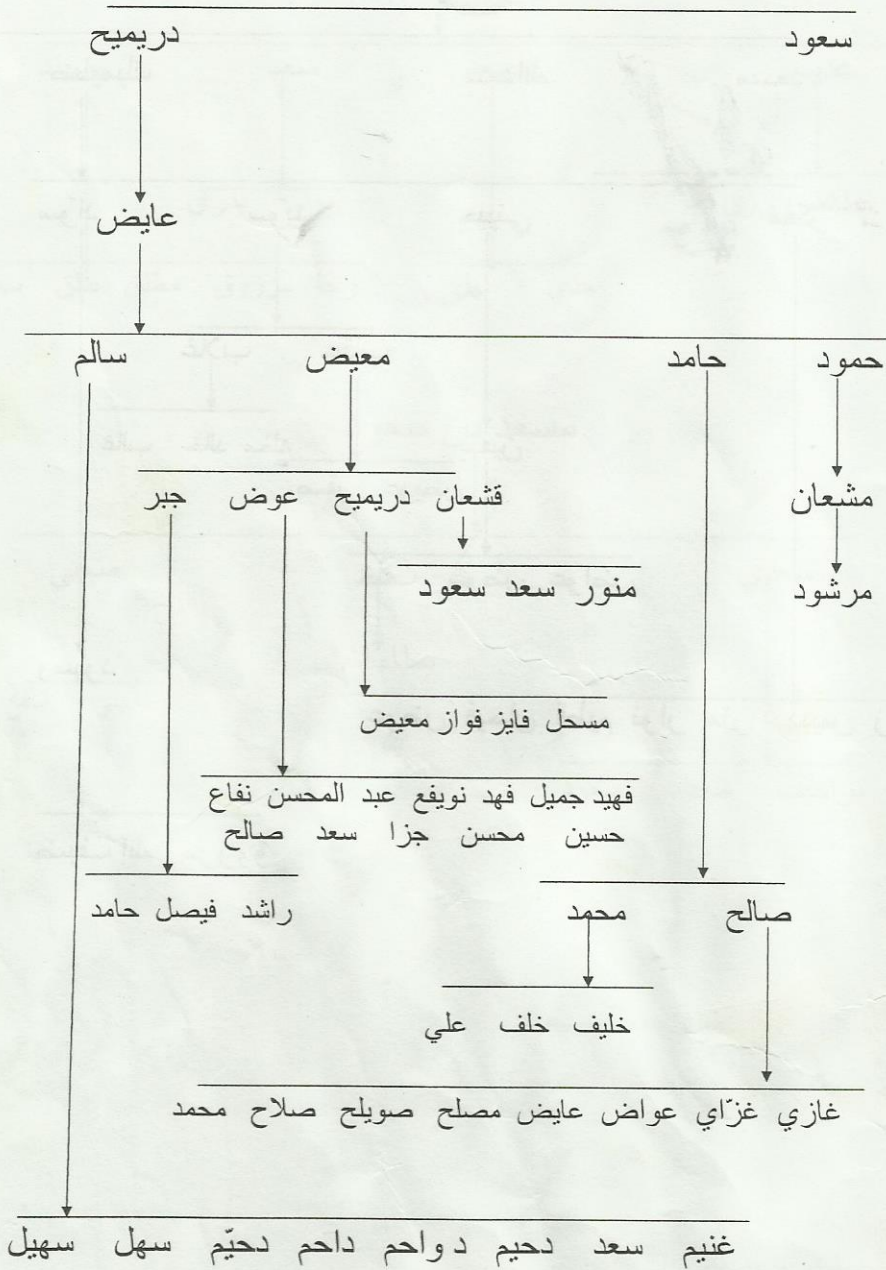 سعود دريميح
عايض
حمود حامد معيض سالم
مشعان قشعان دريميح عوض جبر
منور سعد سعود مرشود
مسحل فايز فواز معيض
فهيد جميل فهد نويفع عبد المحسن نفاع
حسين محسن جزا سعد صالح
صالح محمد راشد فيصل حامد
خليف خلف علي
غازي غزّاي عواض عايض مصلح صويلح صلاح محمد
غنيم سعد دحيم دواحم داحم دحيّم سهل سهيل